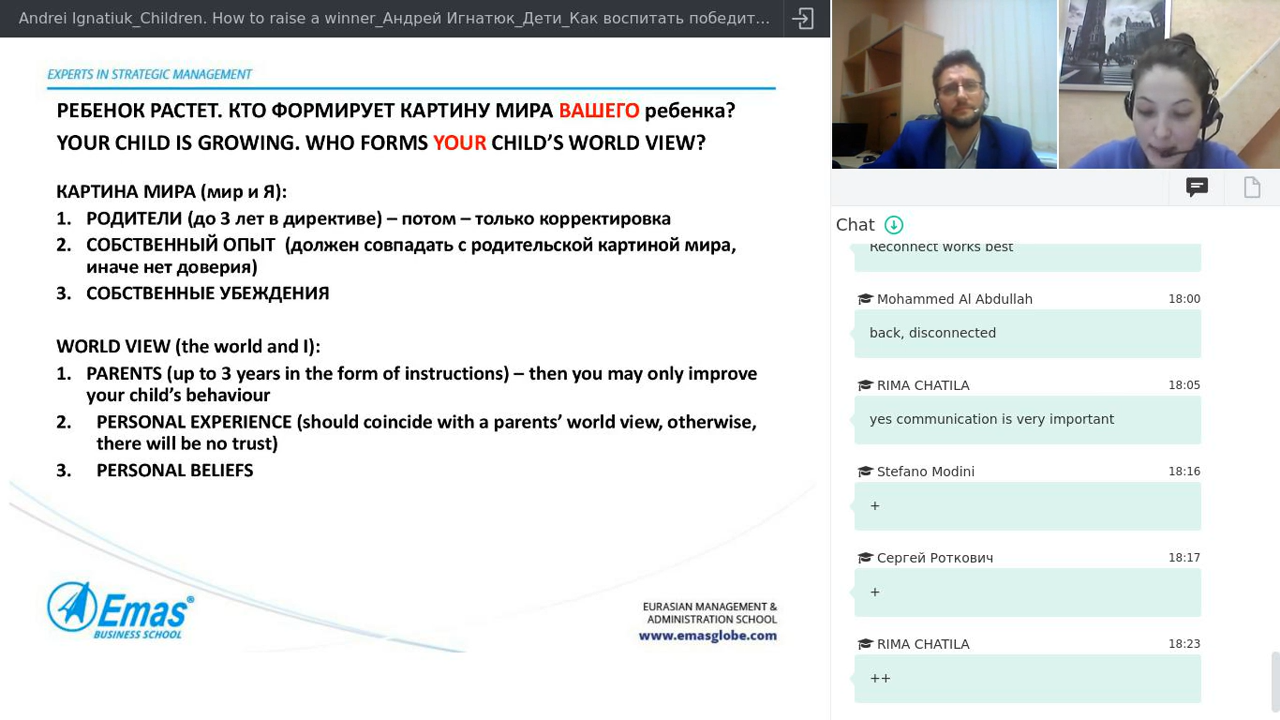 Andrei Ignatiuk_Children. How to raise a winner_Андрей Игнатюк_Дети_Как воспитать победит...
EXPERTS IN STRATEGIC MANAGEMENT
РЕБЕНОК РАСТЕТ. КТО ФОРМИРУЕТ КАРТИНУ МИРА ВАШЕГО ребенка?
YOUR CHILD IS GROWING. WHO FORMS YOUR CHILD’S WORLD VIEW?
КАРТИНА МИРА (мир и Я):
1. РОДИТЕЛИ (до 3 лет в директиве) – потом – только корректировка
2. СОБСТВЕННЫЙ ОПЫТ (должен совпадать с родительской картиной мира,
иначе нет доверия)
3. СОБСТВЕННЫЕ УБЕЖДЕНИЯ
WORLD VIEW (the world and I):
1. PARENTS (up to 3 years in the form of instructions) – then you may only improve
your child’s behaviour
2. PERSONAL EXPERIENCE (should coincide with a parents’ world view, otherwise,
there will be no trust)
3. PERSONAL BELIEFS
Emas®
BUSINESS SCHOOL
EURASIAN MANAGEMENT &
ADMINISTRATION SCHOOL
www.emasglobe.com
Chat
Reconnect works best
Mohammed Al Abdullah 18:00
back, disconnected
RIMA CHATILA 18:05
yes communication is very important
Stefano Modini 18:16
+
Сергей Роткович 18:17
+
RIMA CHATILA 18:23
++